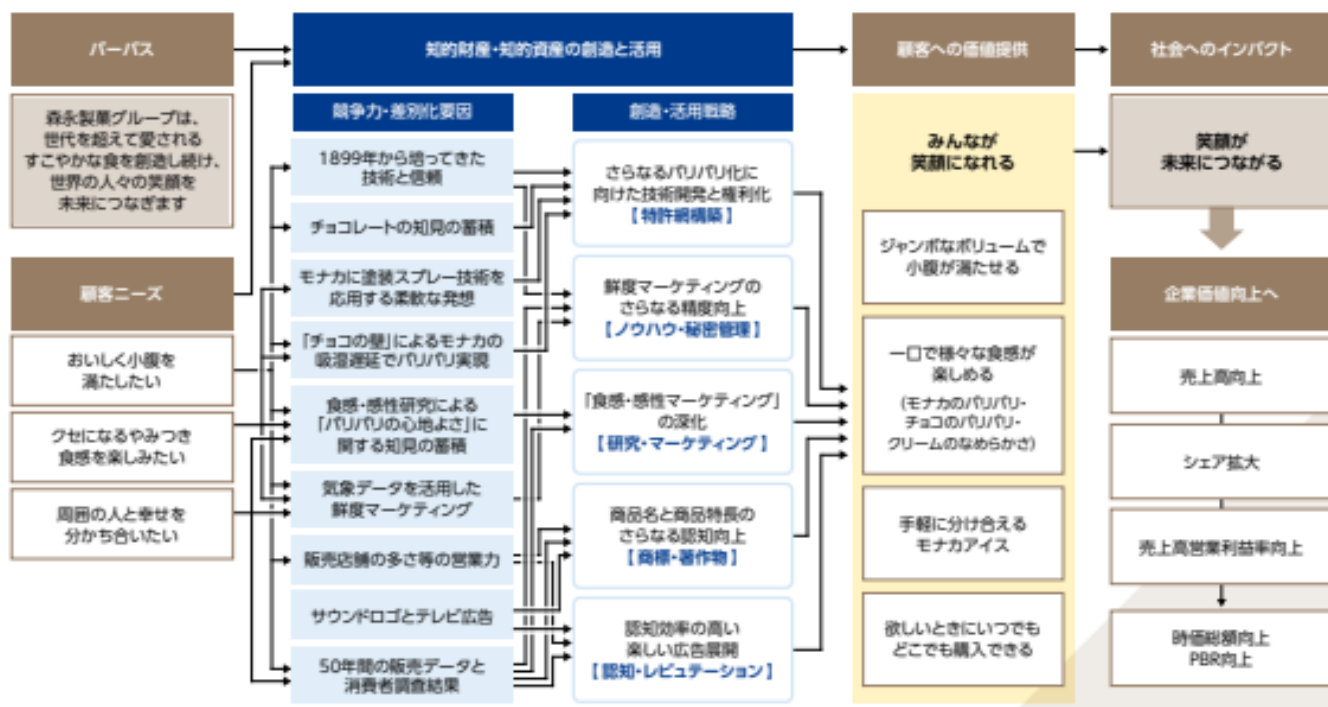 パーパス
森永製菓グループは、
世代を超えて愛される
すこやかな食を創造し続け、
世界の人々の笑顔を
未来につなぎます
顧客ニーズ
おいしく小腹を
満たしたい
クセになるやみつき
食感を楽しみたい
周囲の人と幸せを
分かち合いたい
知的財産・知的資産の創造と活用
競争力・差別化要因
1899年から培ってきた
技術と信頼
チョコレートの知見の蓄積
モナカに塗装スプレー技術を
応用する柔軟な発想
「チョコの壁」によるモナカの
吸湿遅延でパリパリ実現
食感・感性研究による
「パリパリの心地よさ」に
関する知見の蓄積
気象データを活用した
鮮度マーケティング
販売店舗の多さ等の営業力
サウンドロゴとテレビ広告
50年間の販売データと
消費者調査結果
創造・活用戦略
さらなるパリパリ化に
向けた技術開発と権利化
【特許網構築】
鮮度マーケティングの
さらなる精度向上
【ノウハウ・秘密管理】
「食感・感性マーケティング」
の深化
【研究・マーケティング】
商品名と商品特長の
さらなる認知向上
【商標・著作物】
認知効率の高い
楽しい広告展開
【認知・レピュテーション】
顧客への価値提供
みんなが
笑顔になれる
ジャンボなボリュームで
小腹が満たせる
一口で様々な食感が
楽しめる
(モナカのパリパリ・
チョコのパリパリ・
クリームのなめらかさ)
手軽に分け合える
モナカアイス
欲しいときにいつでも
どこでも購入できる
社会へのインパクト
笑顔が
未来につながる
企業価値向上へ
売上高向上
シェア拡大
売上高営業利益率向上
時価総額向上
PBR向上